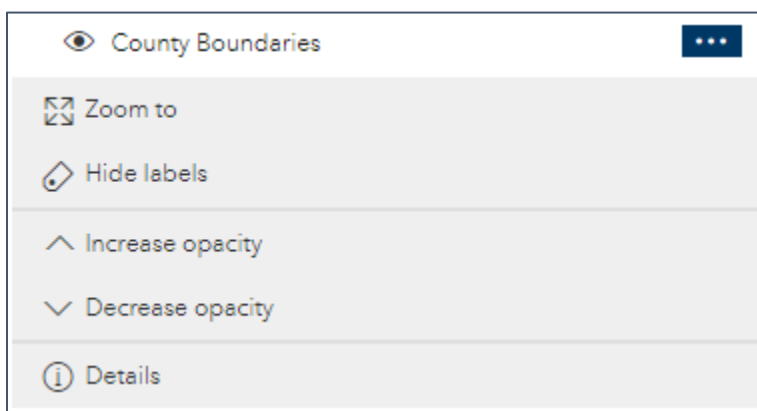 County Boundaries
Zoom to
Hide labels
Increase opacity
Decrease opacity
Details